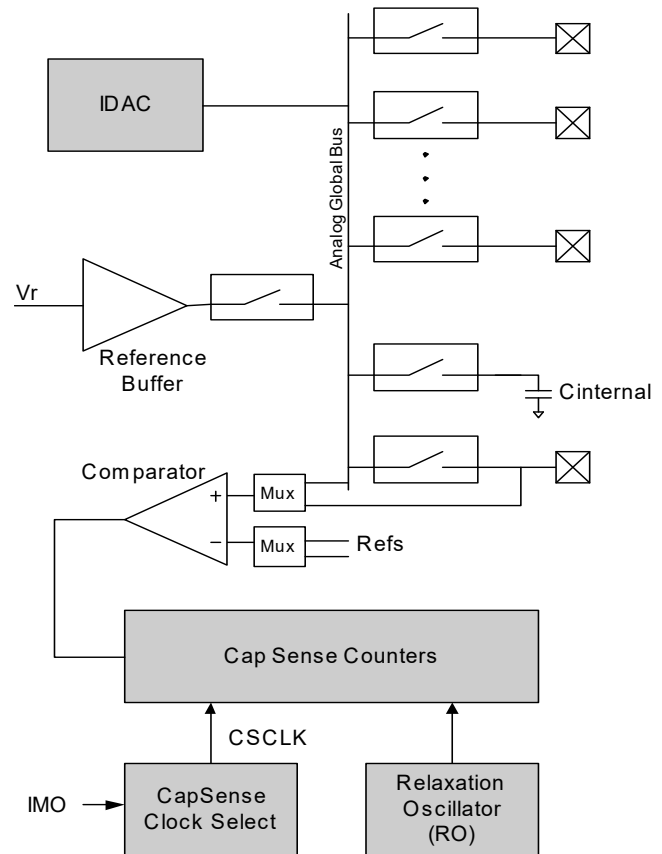 IDAC
Analog Global Bus
Vr
Reference
Buffer
Cinternal
Comparator
+
Mux
−
Mux
Refs
Cap Sense Counters
CSCLK
IMO
CapSense
Clock Select
Relaxation
Oscillator
(RO)